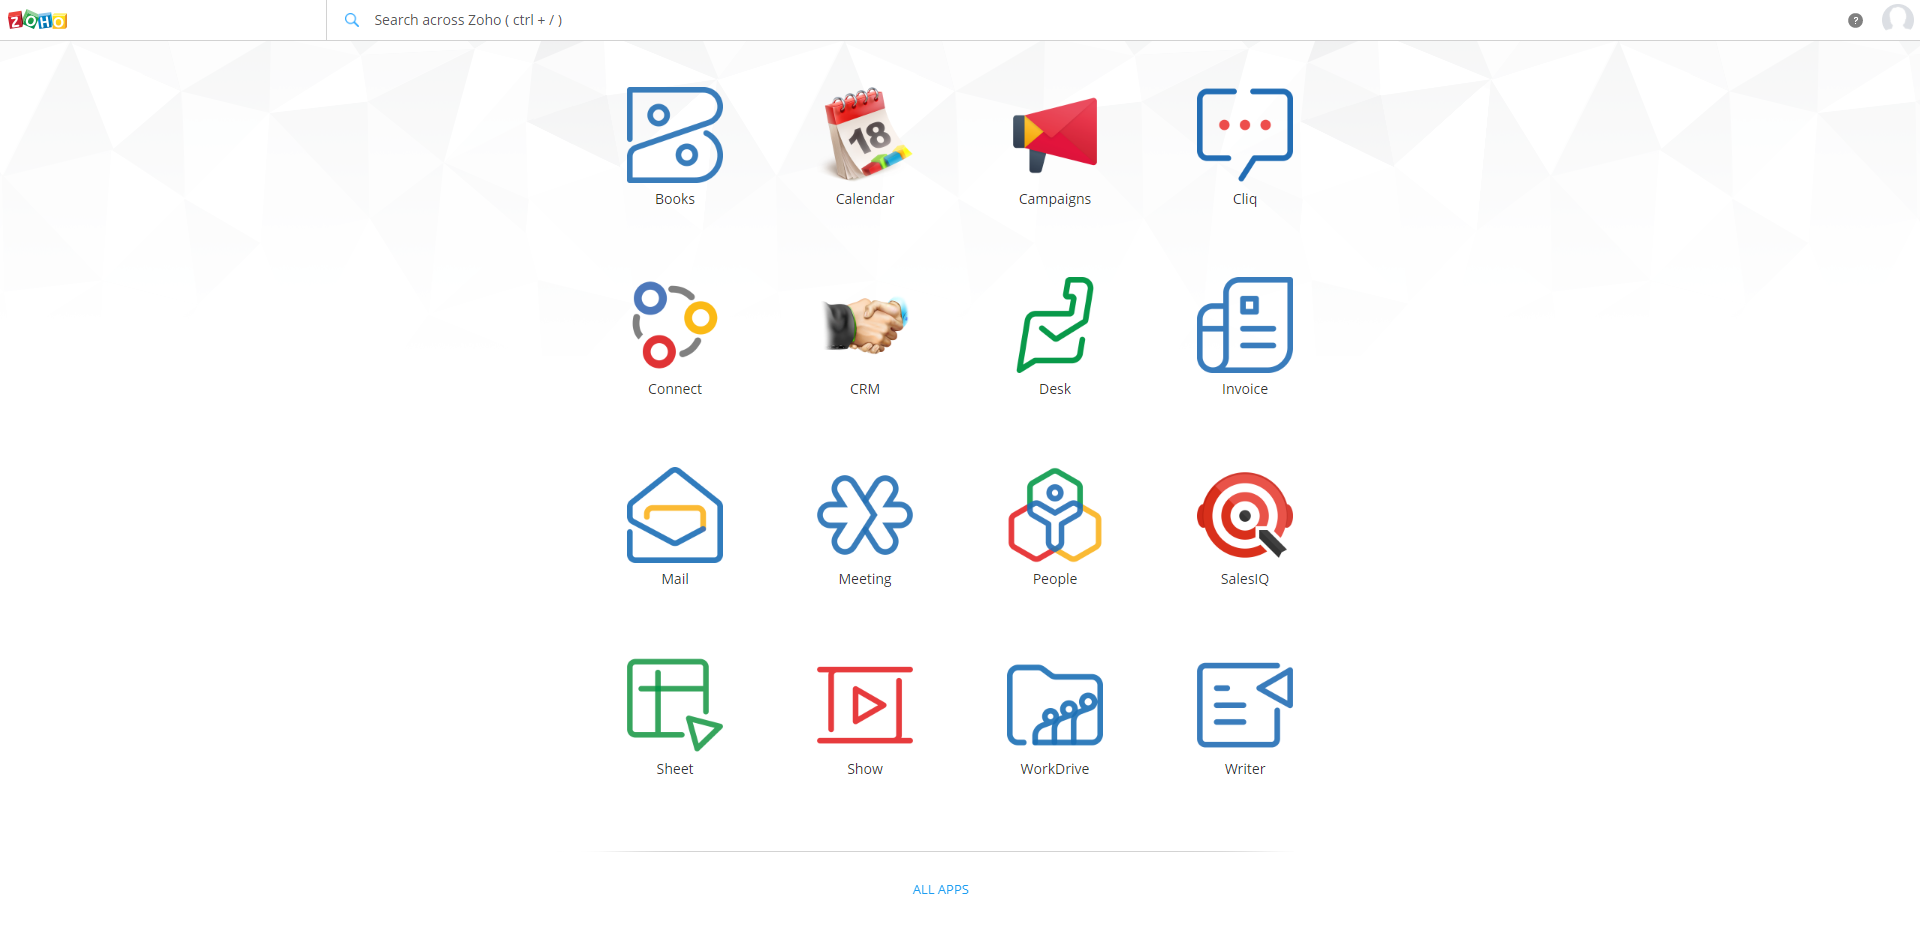 ZOHO
Search across Zoho ( ctrl + / )
?
18
Books
Calendar
Campaigns
Cliq
Connect
CRM
Desk
Invoice
Mail
Meeting
People
SalesIQ
Sheet
Show
WorkDrive
Writer
ALL APPS